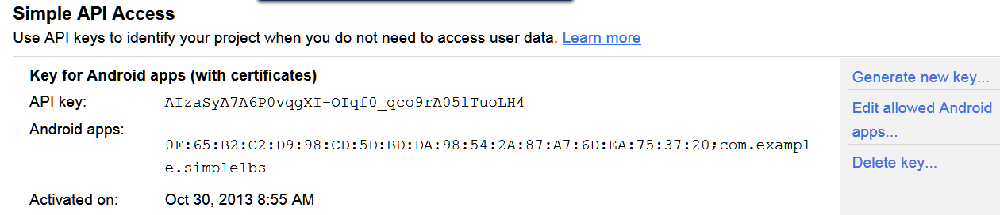 Simple API Access
Use API keys to identify your project when you do not need to access user data. Learn more
Key for Android apps (with certificates)
API key: AIzaSyA7A6P0vqgXI-OIqf0_qco9rA05lTuoLH4
Android apps:
0F:65:B2:C2:D9:98:CD:5D:BD:DA:98:54:2A:87:A7:6D:EA:75:37:20;com.exampl
e.simplelbs
Activated on: Oct 30, 2013 8:55 AM
Generate new key...
Edit allowed Android
apps...
Delete key...